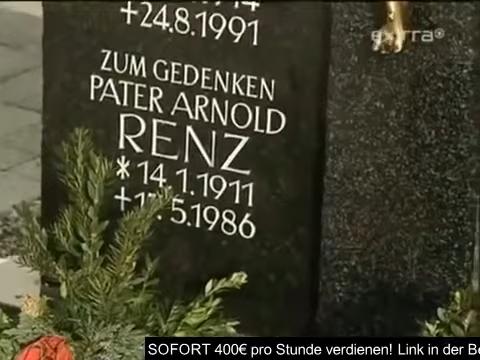 +24.8.1991
ZUM GEDENKEN
PATER ARNOLD
RENZ
*14.1.1911
5.1986
SOFORT 400€ pro Stunde verdienen! Link in der Be